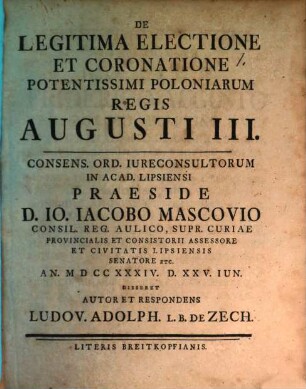 DE
LEGITIMA ELECTIONE
ET CORONATIONE
POTENTISSIMI POLONIARUM
REGIS
AUGUSTI III.
CONSENS. ORD. IURECONSULTORUM
IN ACAD. LIPSIENSI
PRAESIDE
D. IO. IACOBO MASCOVIO
CONSIL. REG. AULICO, SUPR. CURIAE
PROVINCIALIS ET CONSISTORII ASSESSORE
ET CIVITATIS LIPSIENSIS
SENATORE ETC.
AN. M D C C XXXIV. D. XXV. IUN.
DISSERET
AUTOR ET RESPONDENS
LUDOV. ADOLPH. L. B. DE ZECH.
LITERIS BREITKOPFIANIS.